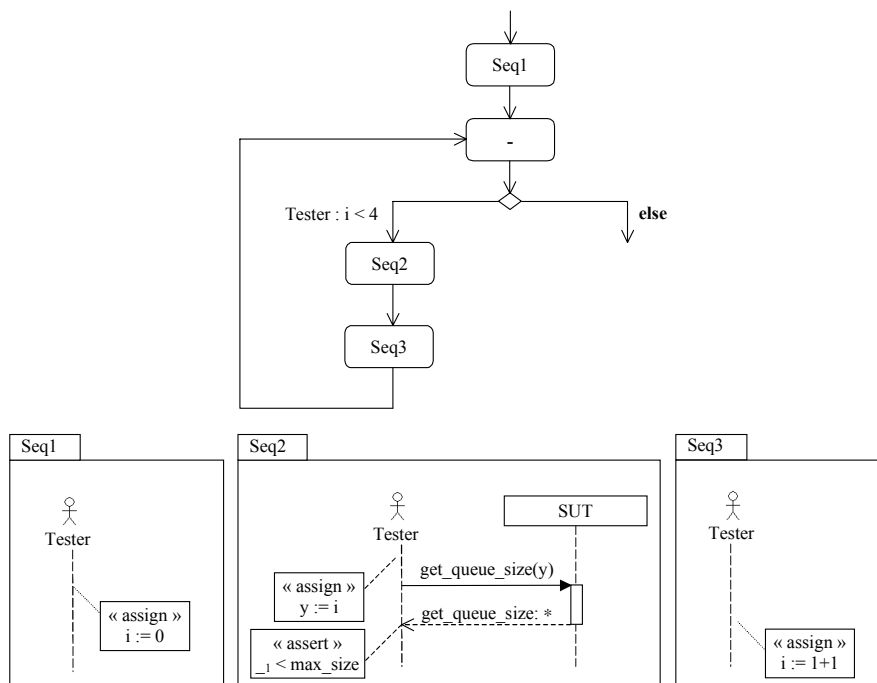 Seq1
-
Tester : i < 4
else
Seq2
Seq3
Seq1
Tester
« assign »
i := 0
Seq2
Tester
SUT
« assign »
y := i
get_queue_size(y)
get_queue_size: *
« assert »
_₁ < max_size
Seq3
Tester
« assign »
i := 1+1